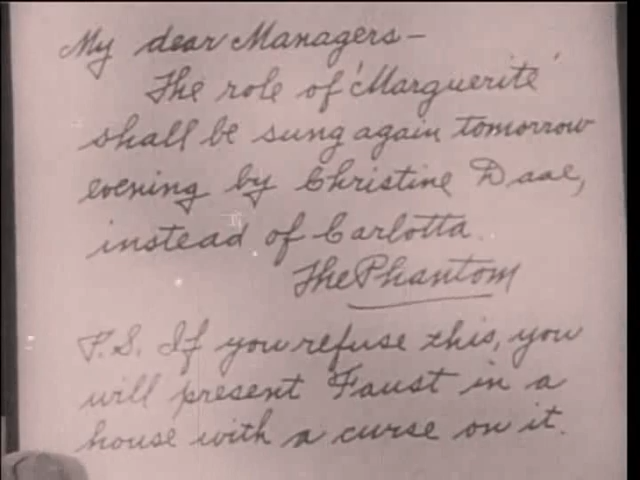 My dear Managers—
The role of 'Marguerite'
shall be sung again tomorrow
evening by Christine Daae,
instead of Carlotta.
The Phantom
P.S. If you refuse this, you
will present Faust in a
house with a curse on it.